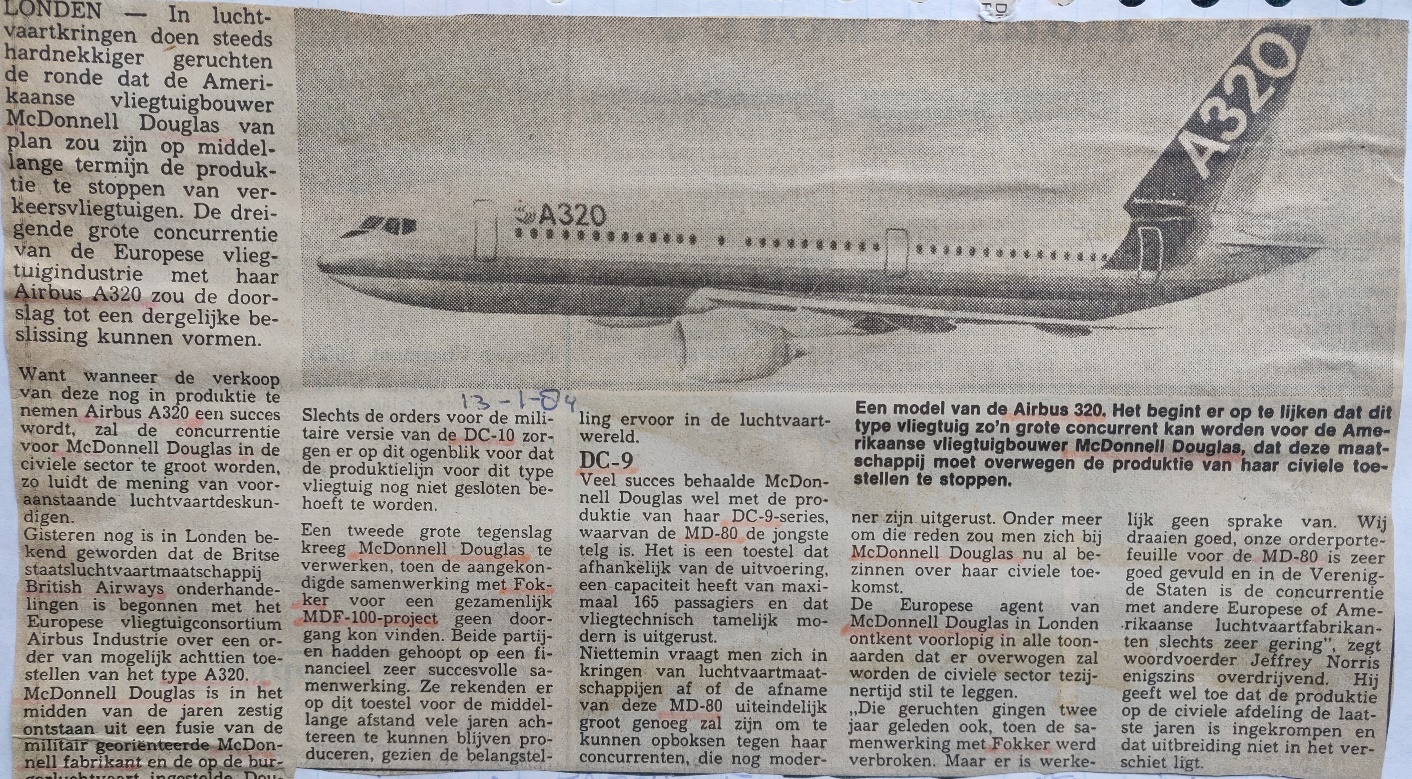 LONDEN — In lucht-
vaartkringen doen steeds
hardnekkiger geruchten
de ronde dat de Ameri-
kaanse vliegtuigbouwer
McDonnell Douglas van
plan zou zijn op middel-
lange termijn de produk-
tie te stoppen van ver-
keersvliegtuigen. De drei-
gende grote concurrentie
van de Europese vlieg-
tuigindustrie met haar
Airbus A320 zou de door-
slag tot een dergelijke be-
slissing kunnen vormen.
Want wanneer de verkoop
van deze nog in produktie te
nemen Airbus A320 een succes
wordt, zal de concurrentie
voor McDonnell Douglas in de
civiele sector te groot worden,
zo luidt de mening van voor-
aanstaande luchtvaartdeskun-
digen.
Gisteren nog is in Londen be-
kend geworden dat de Britse
staatsluchtvaartmaatschappij
British Airways onderhande-
lingen is begonnen met het
Europese vliegtuigconsortium
Airbus Industrie over een or-
der van mogelijk achttien toe-
stellen van het type A320.
McDonnell Douglas is in het
midden van de jaren zestig
ontstaan uit een fusie van de
militair georiënteerde McDon-
nell fabrikant en de op de bur-
A320
A320
13-1-84
Slechts de orders voor de mili-
taire versie van de DC-10 zor-
gen er op dit ogenblik voor dat
de produktielijn voor dit type
vliegtuig nog niet gesloten be-
hoeft te worden.
Een tweede grote tegenslag
kreeg McDonnell Douglas te
verwerken, toen de aangekon-
digde samenwerking met Fok-
ker voor een gezamenlijk
MDF-100-project geen door-
gang kon vinden. Beide partij-
en hadden gehoopt op een fi-
nancieel zeer succesvolle sa-
menwerking. Ze rekenden er
op dit toestel voor de middel-
lange afstand vele jaren ach-
tereen te kunnen blijven pro-
duceren, gezien de belangstel-
ling ervoor in de luchtvaart-
wereld.
DC-9
Veel succes behaalde McDon-
nell Douglas wel met de pro-
duktie van haar DC-9-series,
waarvan de MD-80 de jongste
telg is. Het is een toestel dat
afhankelijk van de uitvoering,
een capaciteit heeft van maxi-
maal 165 passagiers en dat
vliegtechnisch tamelijk mo-
dern is uitgerust.
Niettemin vraagt men zich in
kringen van luchtvaartmaat-
schappijen af of de afname
van deze MD-80 uiteindelijk
groot genoeg zal zijn om te
kunnen opboksen tegen haar
concurrenten, die nog moder-
Een model van de Airbus 320. Het begint er op te lijken dat dit
type vliegtuig zo'n grote concurrent kan worden voor de Ame-
rikaanse vliegtuigbouwer McDonnell Douglas, dat deze maat-
schappij moet overwegen de produktie van haar civiele toe-
stellen te stoppen.
ner zijn uitgerust. Onder meer
om die reden zou men zich bij
McDonnell Douglas nu al be-
zinnen over haar civiele toe-
komst.
De Europese agent van
McDonnell Douglas in Londen
ontkent voorlopig in alle toon-
aarden dat er overwogen zal
worden de civiele sector tezij-
nertijd stil te leggen.
„Die geruchten gingen twee
jaar geleden ook, toen de sa-
menwerking met Fokker werd
verbroken. Maar er is werke-
lijk geen sprake van. Wij
draaien goed, onze orderporte-
feuille voor de MD-80 is zeer
goed gevuld en in de Verenig-
de Staten is de concurrentie
met andere Europese of Ame-
rikaanse luchtvaartfabrikan-
ten slechts zeer gering”, zegt
woordvoerder Jeffrey Norris
enigszins overdrijvend. Hij
geeft wel toe dat de produktie
op de civiele afdeling de laat-
ste jaren is ingekrompen en
dat uitbreiding niet in het ver-
schiet ligt.